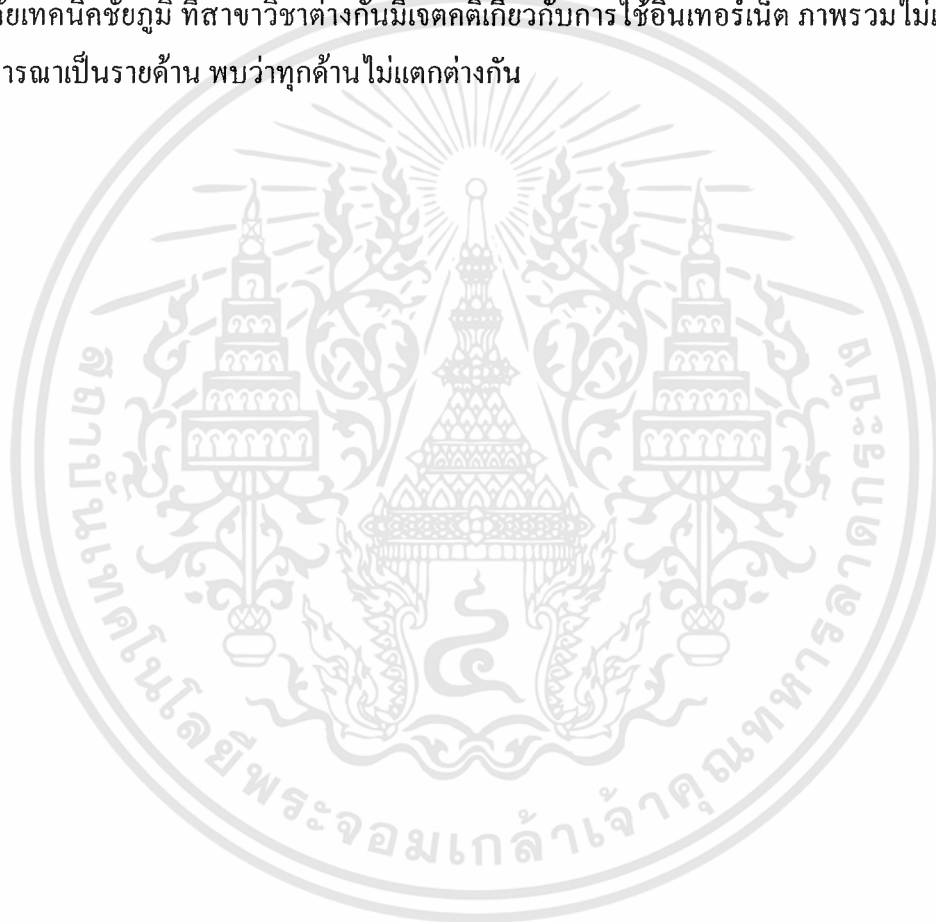 ัยเทคนิคชัยภูมิ ที่สาขาวิชาต่างกันมีเจตคติเกี่ยวกับการใช้อินเทอร์เน็ต ภาพรวมไม่แ
ารณาเป็นรายด้าน พบว่าทุกด้านไม่แตกต่างกัน
สถาบันเทคโนโลยีพระจอมเกล้าเจ้าคุณทหารลาดกระบัง